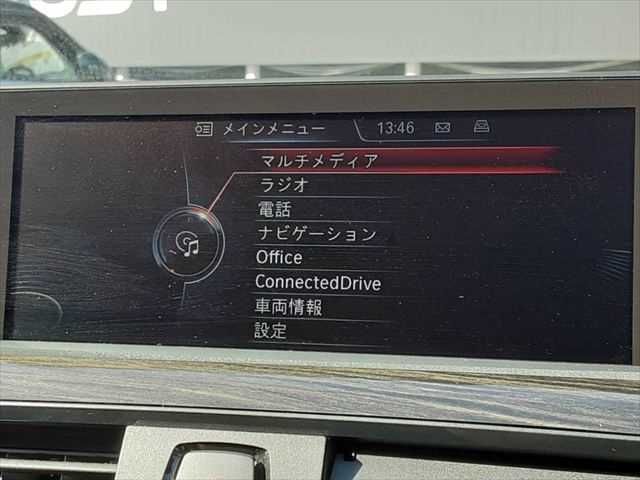 メインメニュー 13:46
マルチメディア
ラジオ
電話
ナビゲーション
Office
ConnectedDrive
車両情報
設定